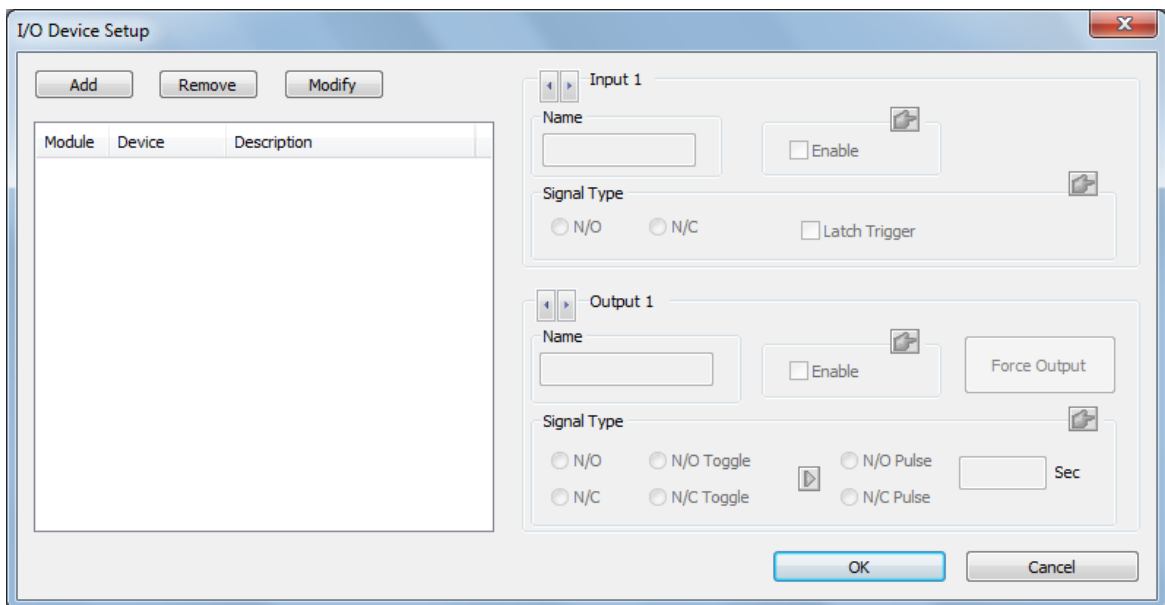 I/O Device Setup
Add Remove Modify
Module Device Description
Input 1
Name
Enable
Signal Type
N/O N/C Latch Trigger
Output 1
Name
Enable
Force Output
Signal Type
N/O N/O Toggle N/O Pulse
Sec
N/C N/C Toggle N/C Pulse
OK Cancel